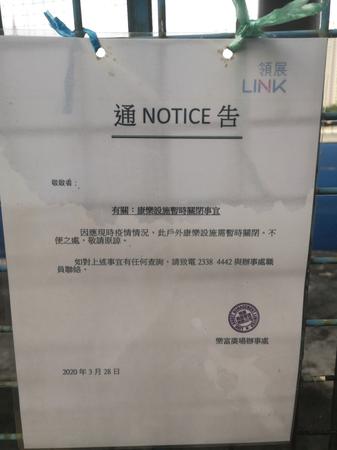 領展
LINK
通 NOTICE 告
敬啟者：
有關：康樂設施暫時關閉事宜
因應現時疫情情況，此戶外康樂設施需暫時關閉。不
便之處，敬請原諒。
如對上述事宜有任何查詢，請致電 2338 4442 與辦事處職
員聯絡。
樂富廣場辦事處
2020 年 3 月 28 日